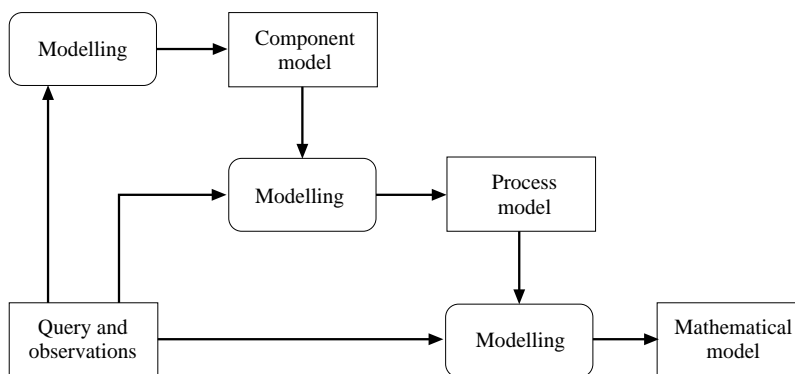 Modelling
Component
model
Modelling
Process
model
Query and
observations
Modelling
Mathematical
model